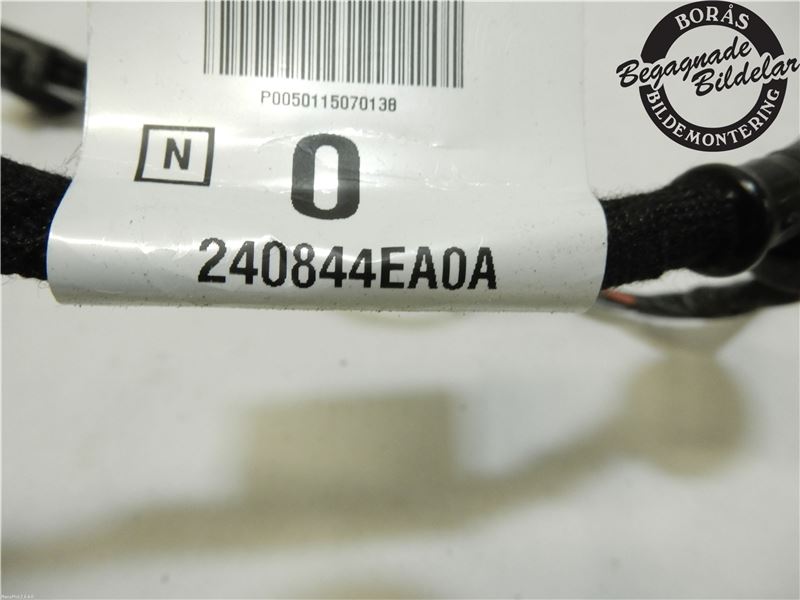 P0050115070138
N
0
240844EA0A
BORÅS
Begagnade
Bildelar
BILDEMONTERING